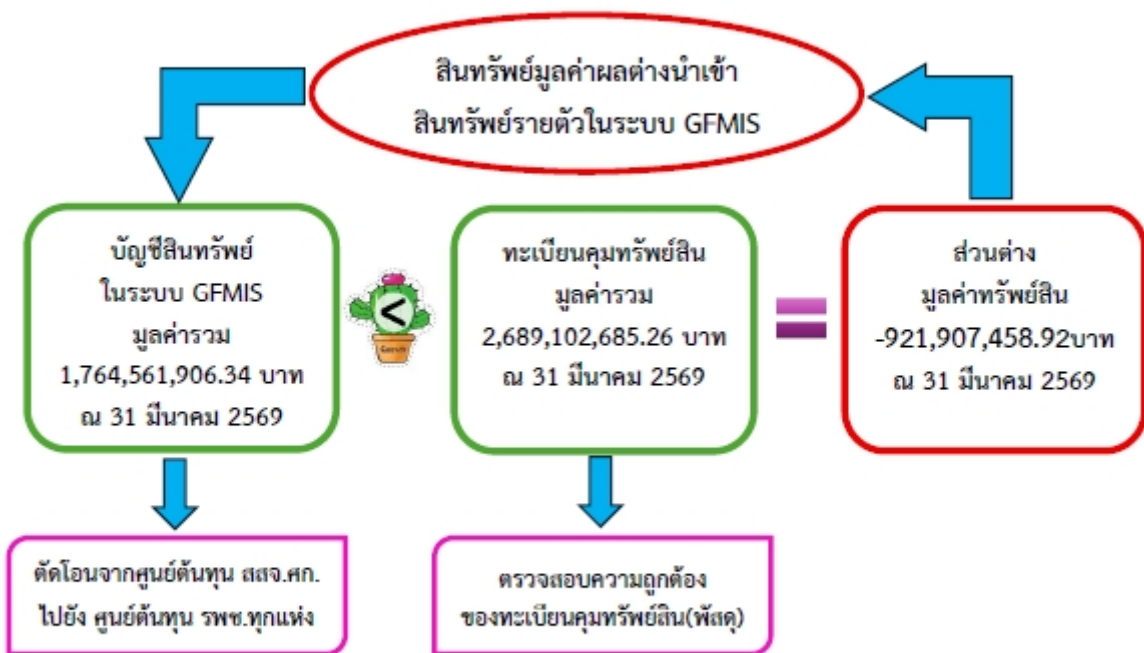 สินทรัพย์มูลค่าผลต่างนำเข้า
สินทรัพย์รายตัวในระบบ GFMIS
บัญชีสินทรัพย์
ในระบบ GFMIS
มูลค่ารวม
1,764,561,906.34 บาท
ณ 31 มีนาคม 2569
<
ทะเบียนคุมทรัพย์สิน
มูลค่ารวม
2,689,102,685.26 บาท
ณ 31 มีนาคม 2569
=
ส่วนต่าง
มูลค่าทรัพย์สิน
-921,907,458.92บาท
ณ 31 มีนาคม 2569
ตัดโอนจากศูนย์ต้นทุน สสจ.ศก.
ไปยัง ศูนย์ต้นทุน รพช.ทุกแห่ง
ตรวจสอบความถูกต้อง
ของทะเบียนคุมทรัพย์สิน(พัสดุ)